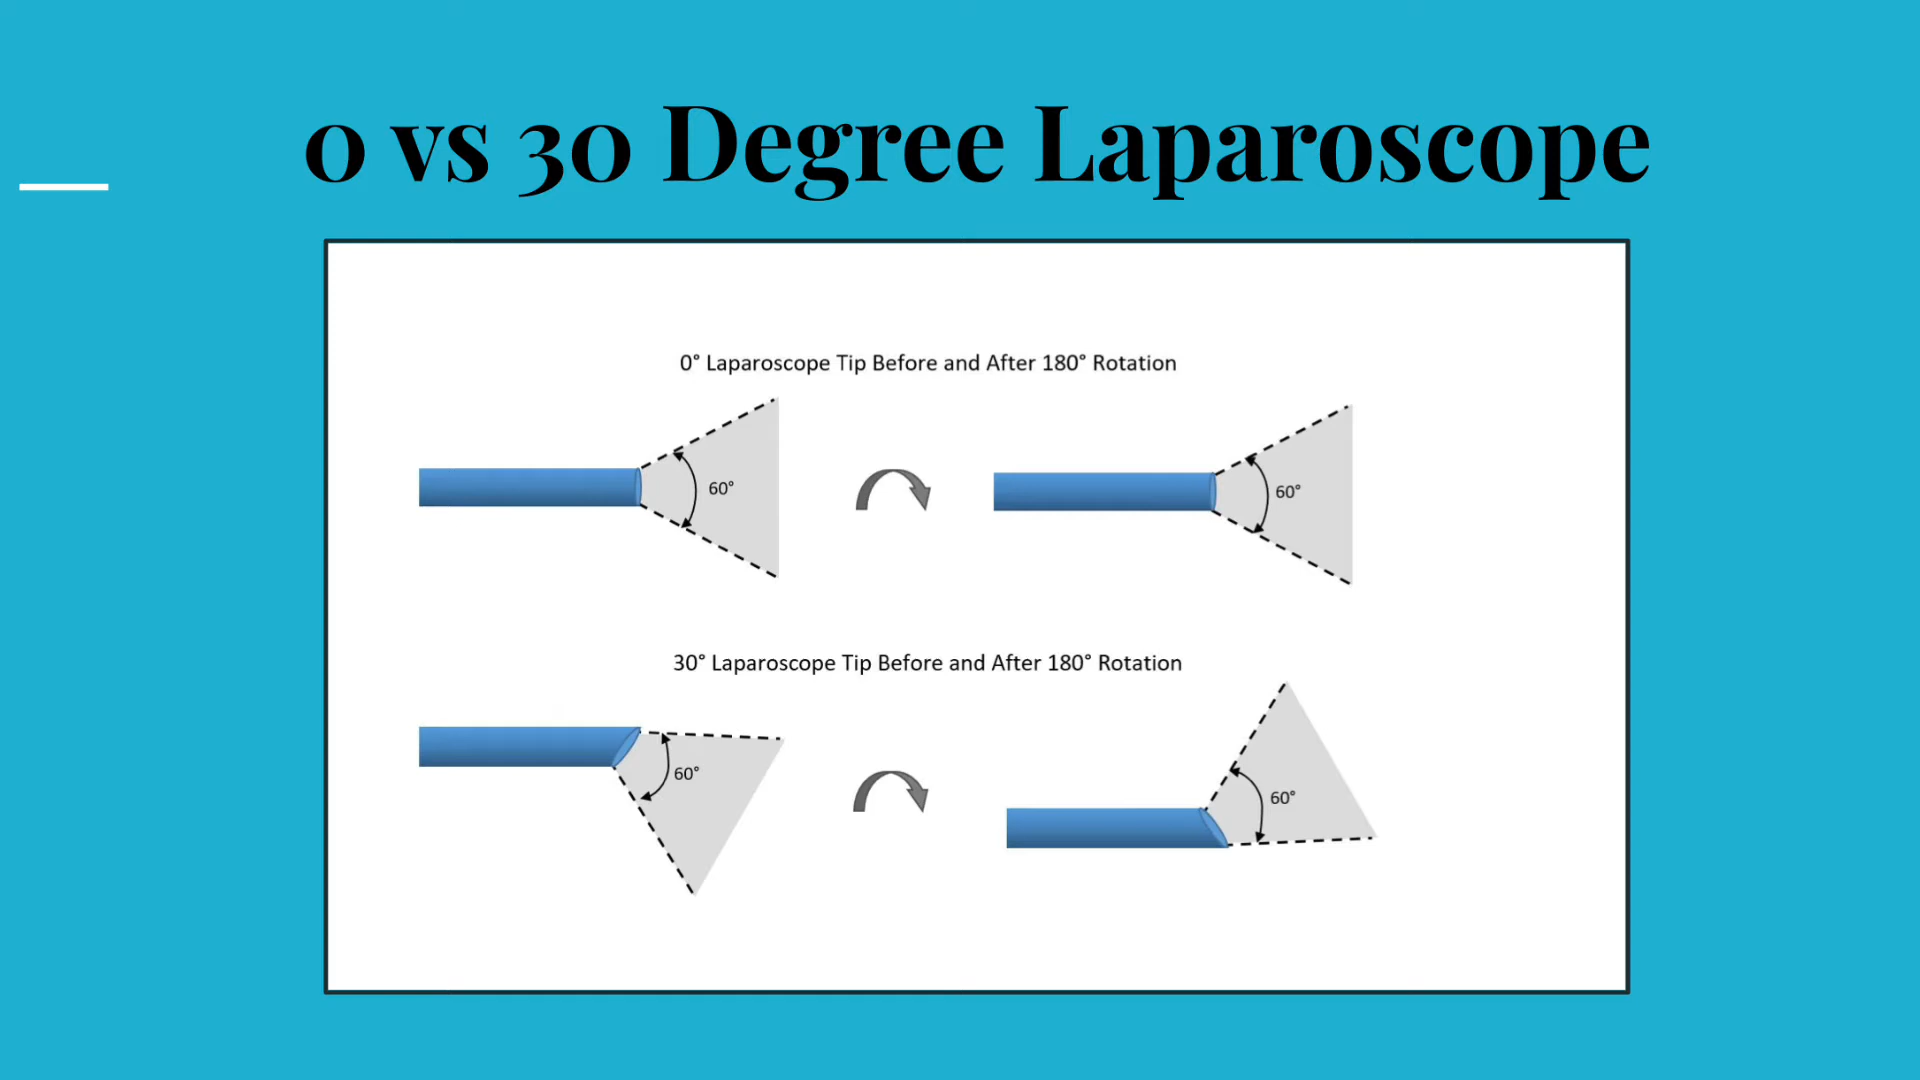 0 vs 30 Degree Laparoscope
0° Laparoscope Tip Before and After 180° Rotation
60°
60°
30° Laparoscope Tip Before and After 180° Rotation
60°
60°